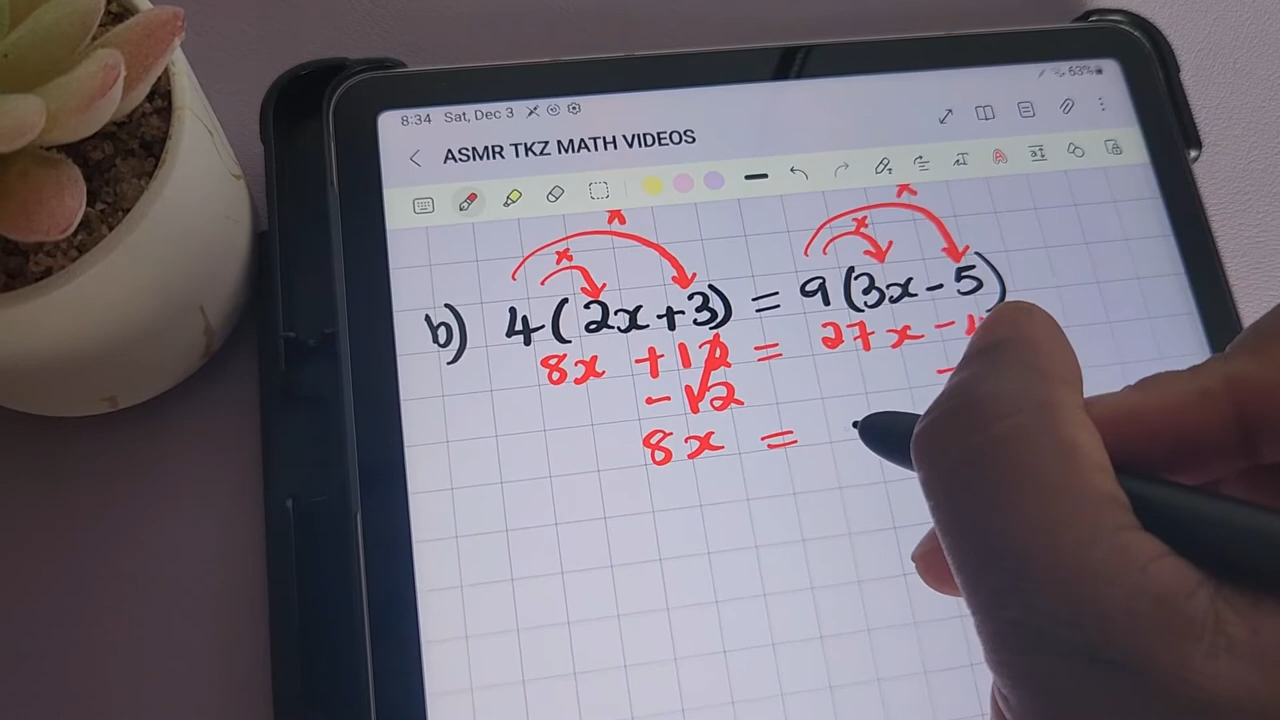 8:34 Sat, Dec 3 63%
ASMR TKZ MATH VIDEOS
x x x x
b) 4(2x+3) = 9(3x-5)
8x +12 = 27x -
-12 -
8x =